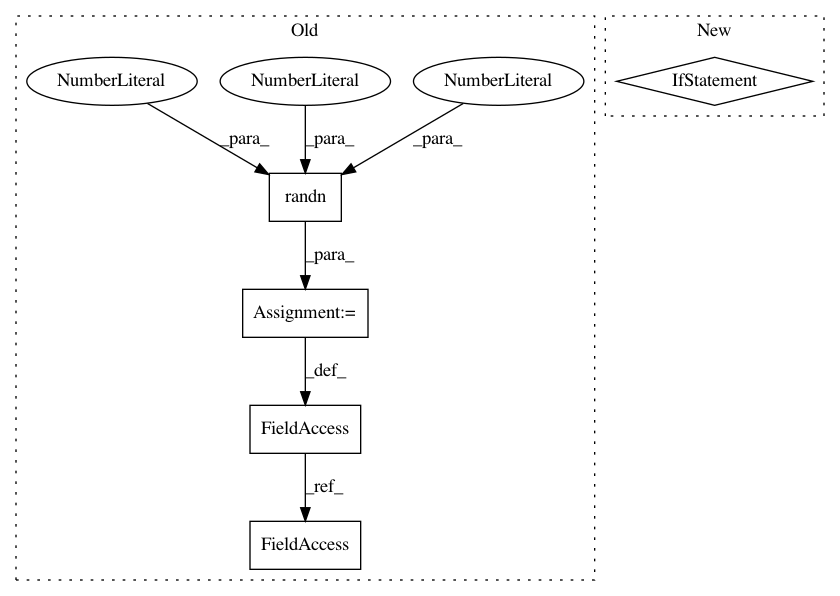 Old
New
NumberLiteral
NumberLiteral
NumberLiteral
IfStatement
_para_
_para_
_para_
randn
_para_
Assignment:=
_def_
FieldAccess
_ref_
FieldAccess